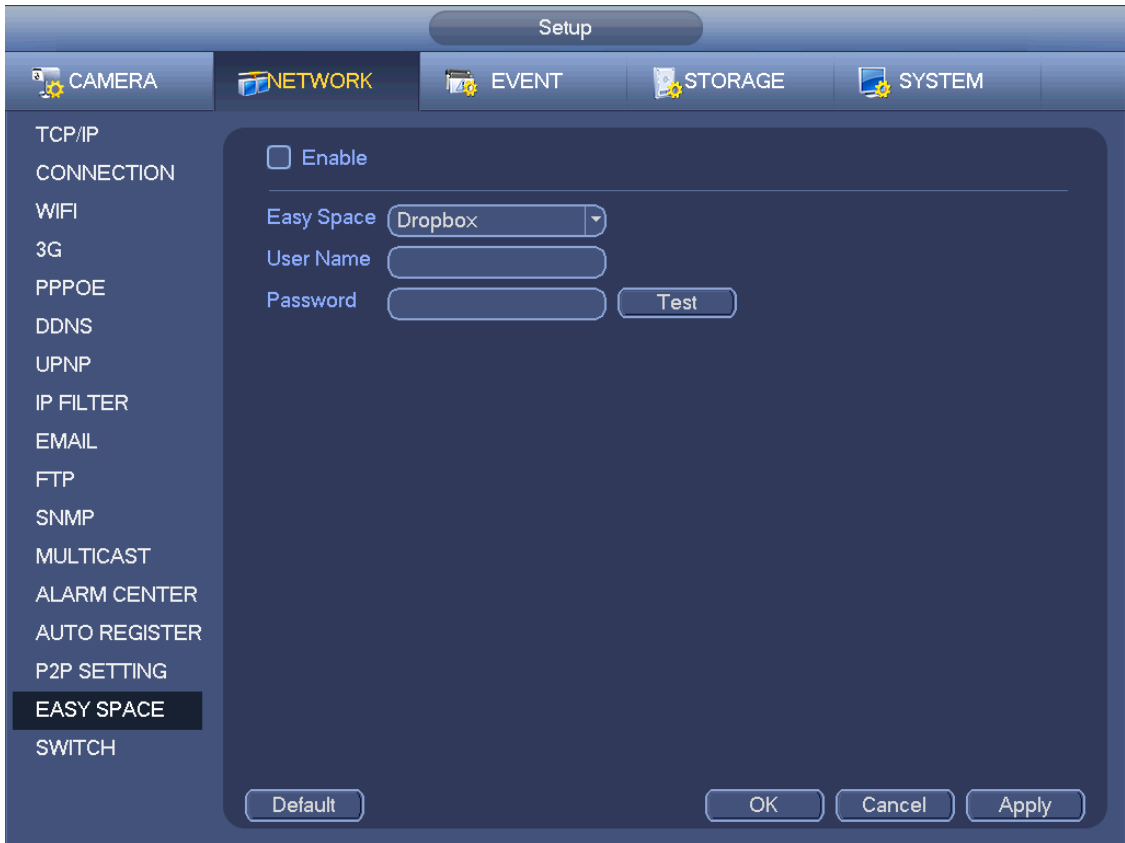 Setup
CAMERA NETWORK EVENT STORAGE SYSTEM
TCP/IP
CONNECTION
WIFI
3G
PPPOE
DDNS
UPNP
IP FILTER
EMAIL
FTP
SNMP
MULTICAST
ALARM CENTER
AUTO REGISTER
P2P SETTING
EASY SPACE
SWITCH
Enable
Easy Space Dropbox
User Name
Password Test
Default OK Cancel Apply